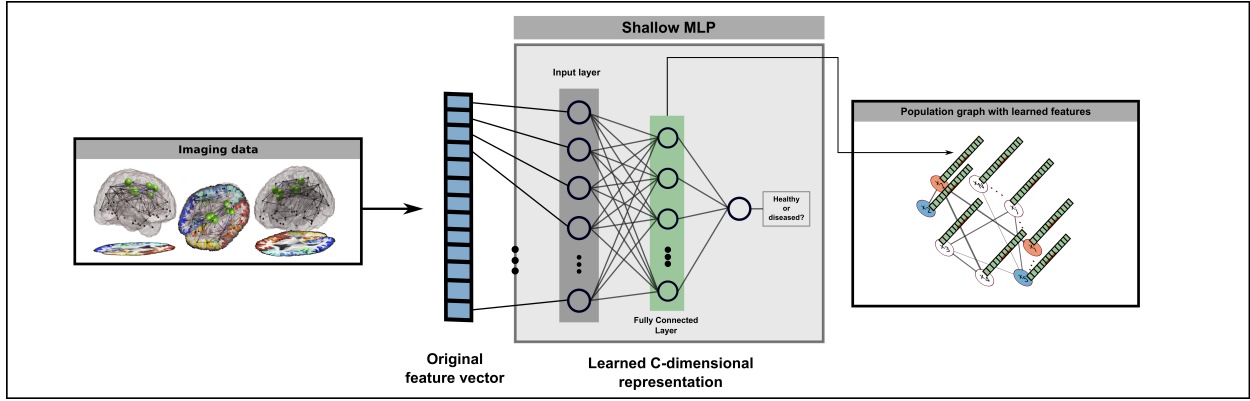 Shallow MLP
Imaging data
Input layer
Population graph with learned features
Healthy
or
diseased?
Fully Connected
Layer
Original
feature vector
Learned C-dimensional
representation